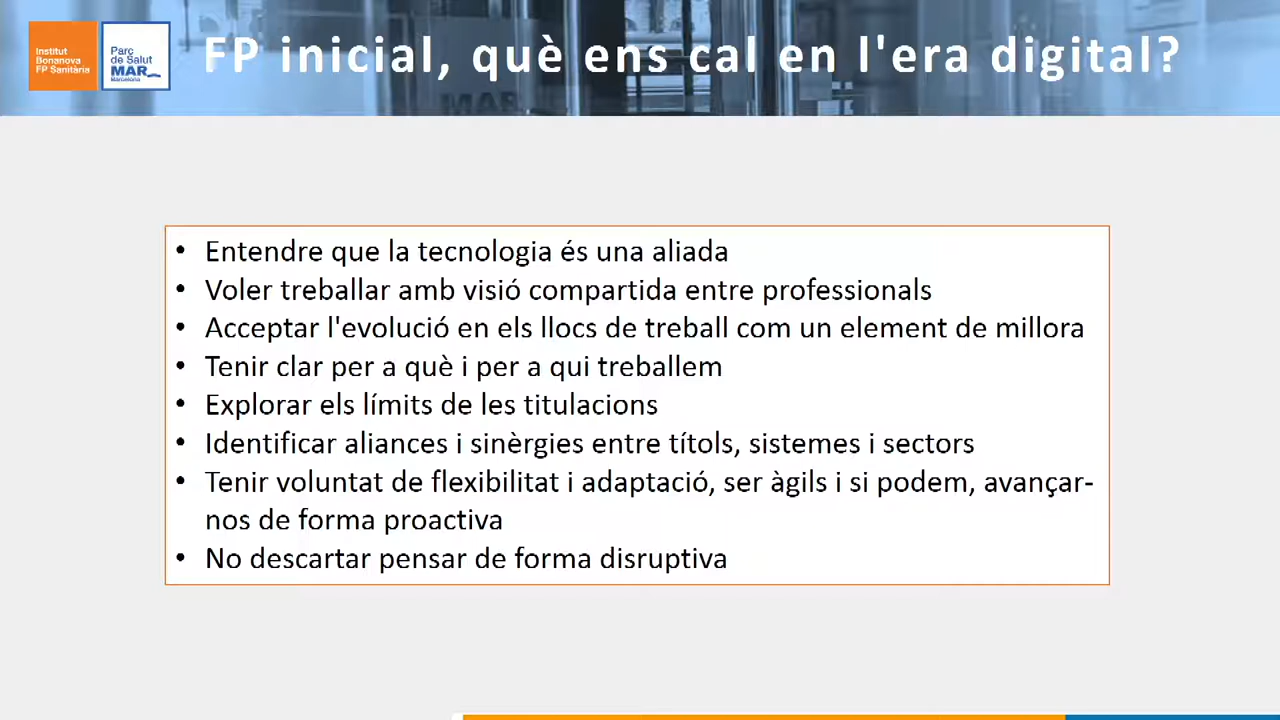 Institut
Bonanova
FP Sanitària
Parc
de Salut
MAR
Barcelona
FP inicial, què ens cal en l'era digital?
MAR
• Entendre que la tecnologia és una aliada
• Voler treballar amb visió compartida entre professionals
• Acceptar l'evolució en els llocs de treball com un element de millora
• Tenir clar per a què i per a qui treballem
• Explorar els límits de les titulacions
• Identificar aliances i sinèrgies entre títols, sistemes i sectors
• Tenir voluntat de flexibilitat i adaptació, ser àgils i si podem, avançar-
nos de forma proactiva
• No descartar pensar de forma disruptiva